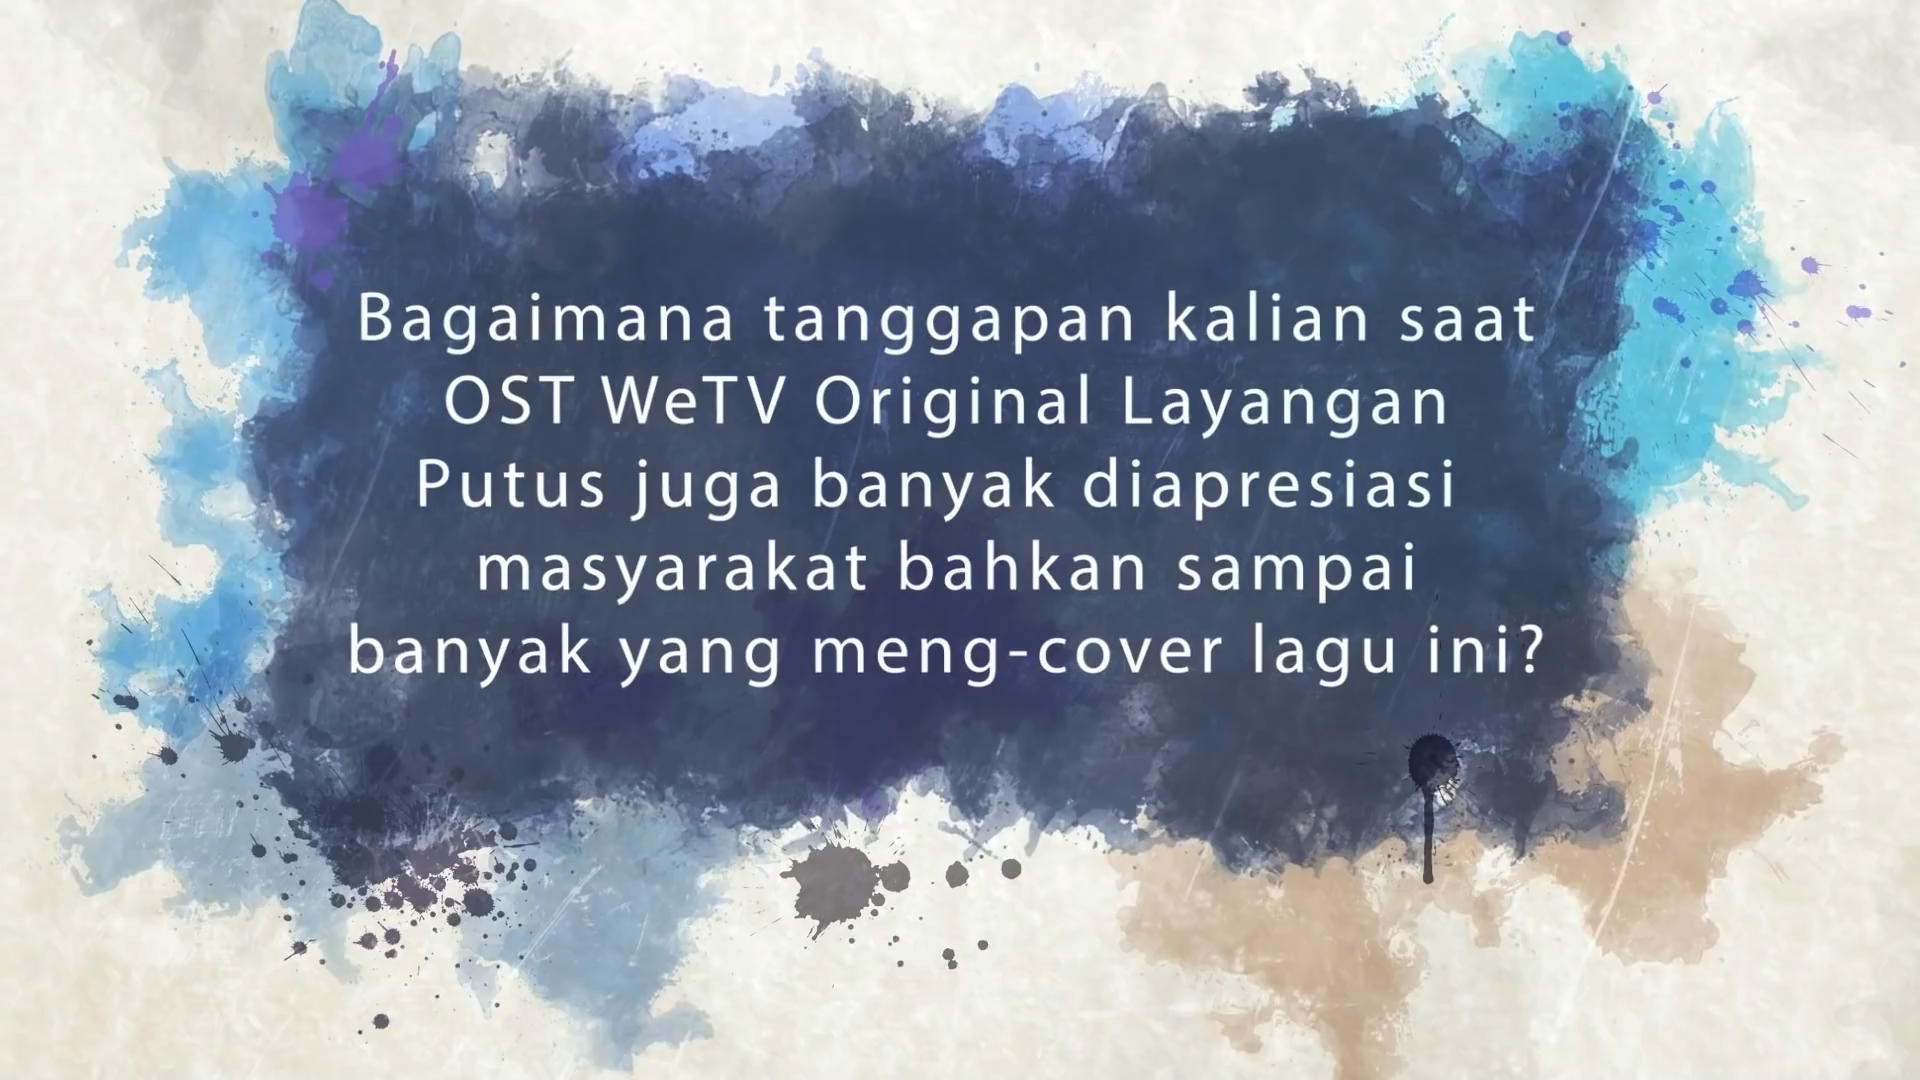 Bagaimana tanggapan kalian saat
OST WeTV Original Layangan
Putus juga banyak diapresiasi
masyarakat bahkan sampai
banyak yang meng-cover lagu ini?